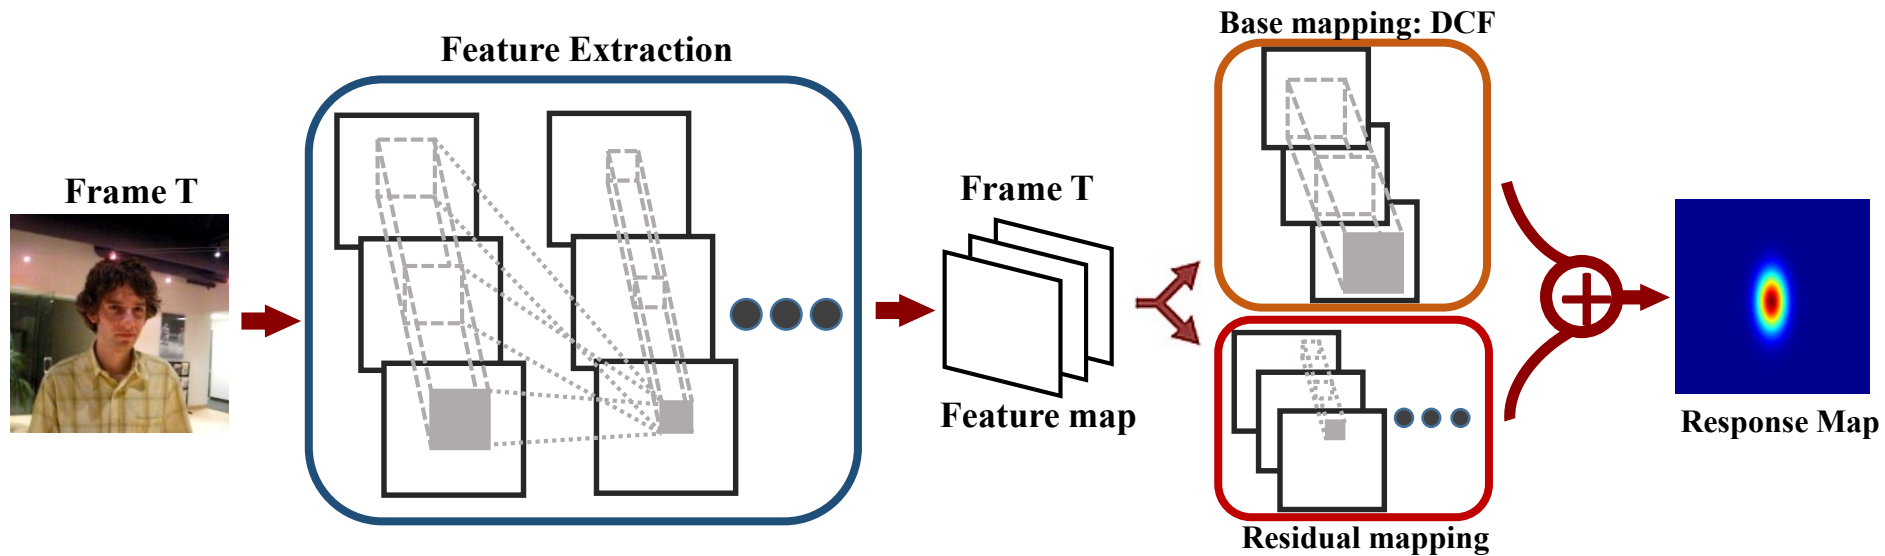 Frame T
Feature Extraction
Frame T
Feature map
Base mapping: DCF
Residual mapping
Response Map